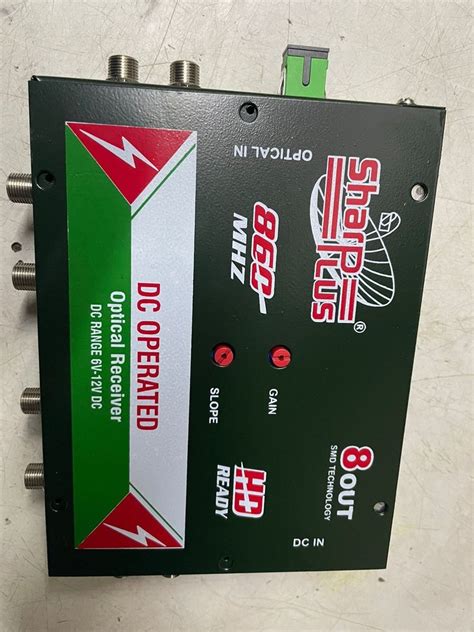 OPTICAL IN
SharP
Plus
®
860
MHZ
GAIN
SLOPE
DC OPERATED
Optical Receiver
DC RANGE 6V-12V DC
8 OUT
SMD TECHNOLOGY
HD
READY
DC IN